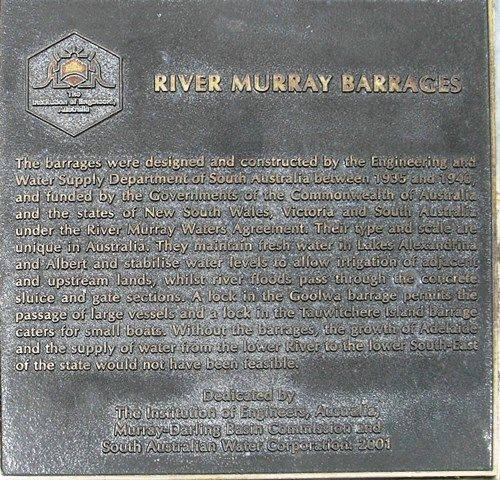 The
Institution of Engineers
Australia
RIVER MURRAY BARRAGES
The barrages were designed and constructed by the Engineering and
Water Supply Department of South Australia between 1935 and 1940,
and funded by the Governments of the Commonwealth of Australia
and the states of New South Wales, Victoria and South Australia
under the River Murray Waters Agreement. Their type and scale are
unique in Australia. They maintain fresh water in Lakes Alexandrina
and Albert and stabilise water levels to allow irrigation of adjacent
and upstream lands, whilst river floods pass through the concrete
sluice and gate sections. A lock in the Goolwa barrage permits the
passage of large vessels and a lock in the Tauwitchere Island barrage
caters for small boats. Without the barrages, the growth of Adelaide
and the supply of water from the lower River to the lower South-East
of the state would not have been feasible.
Dedicated by
The Institution of Engineers, Australia,
Murray-Darling Basin Commission and
South Australian Water Corporation. 2001